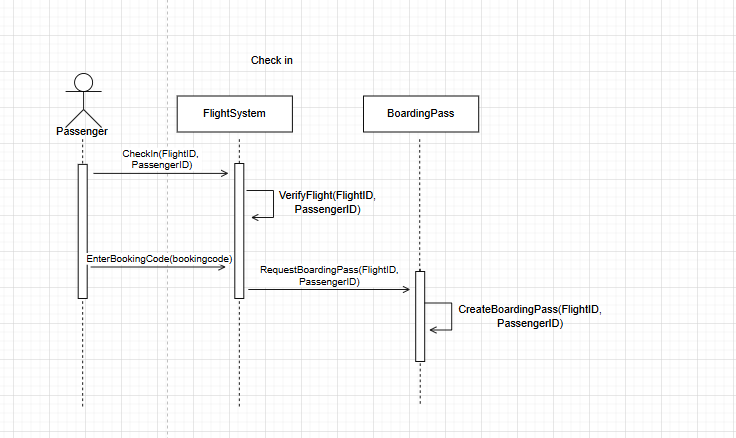 Check in
Passenger
FlightSystem
BoardingPass
CheckIn(FlightID,
PassengerID)
VerifyFlight(FlightID,
PassengerID)
EnterBookingCode(bookingcode)
RequestBoardingPass(FlightID,
PassengerID)
CreateBoardingPass(FlightID,
PassengerID)